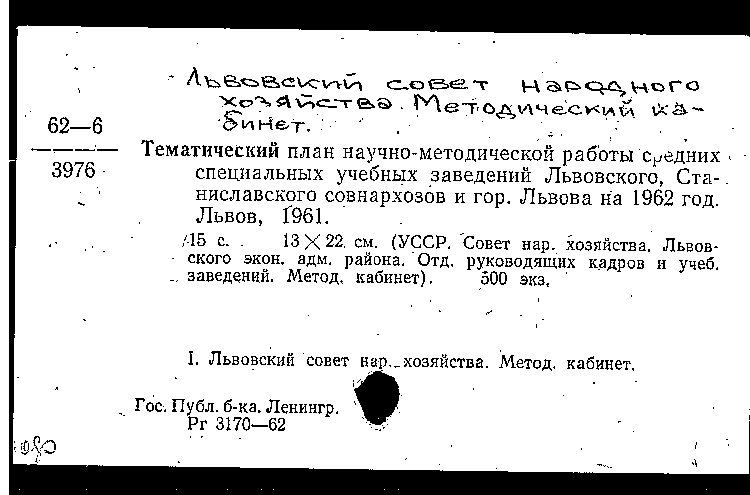 Львовский совет народного
хозяйства. Методический ка-
бинет.
62—6
3976
Тематический план научно-методической работы средних
специальных учебных заведений Львовского, Ста-
ниславского совнархозов и гор. Львова на 1962 год.
Львов, 1961.
15 с. 13 × 22 см. (УССР. Совет нар. хозяйства. Львов-
ского экон. адм. района. Отд. руководящих кадров и учеб.
заведений. Метод. кабинет). 500 экз.
I. Львовский совет нар. хозяйства. Метод. кабинет.
Гос. Публ. б-ка. Ленингр.
Рг 3170—62